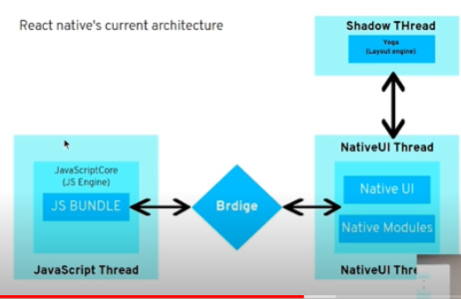 React native's current architecture
Shadow THread
Yoga
(Layout engine)
NativeUI Thread
JavaScriptCore
(JS Engine)
JS BUNDLE
Brdige
Native UI
Native Modules
JavaScript Thread
NativeUI Thre